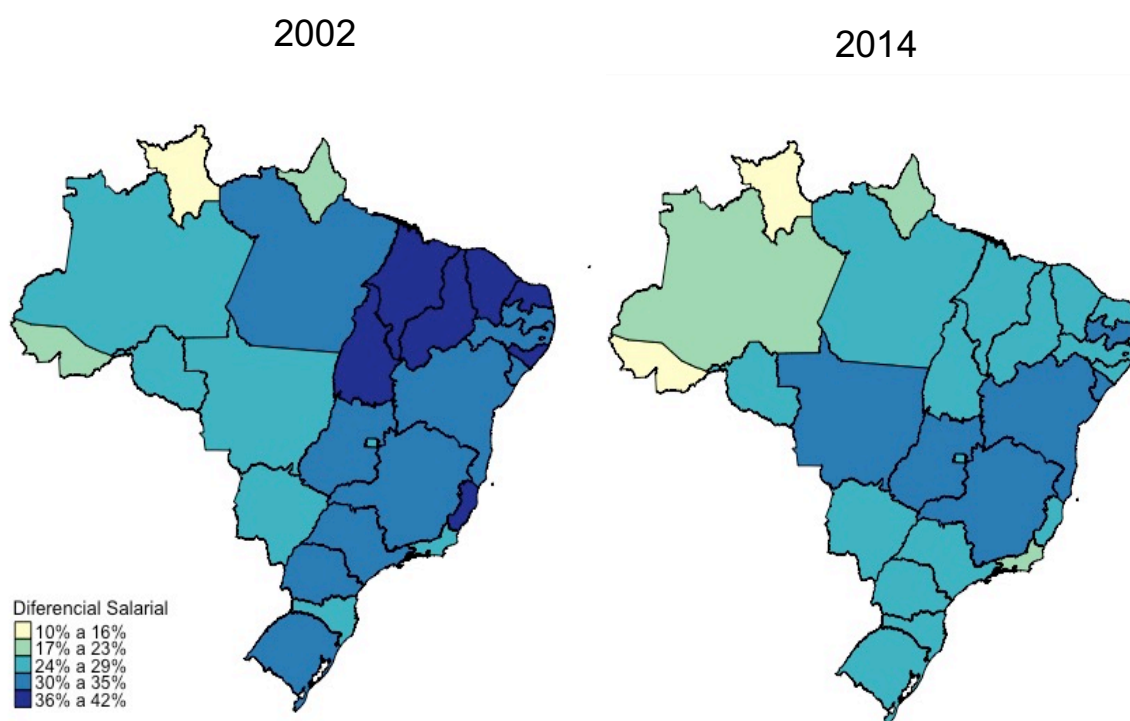 2002
2014
Diferencial Salarial
10% a 16%
17% a 23%
24% a 29%
30% a 35%
36% a 42%